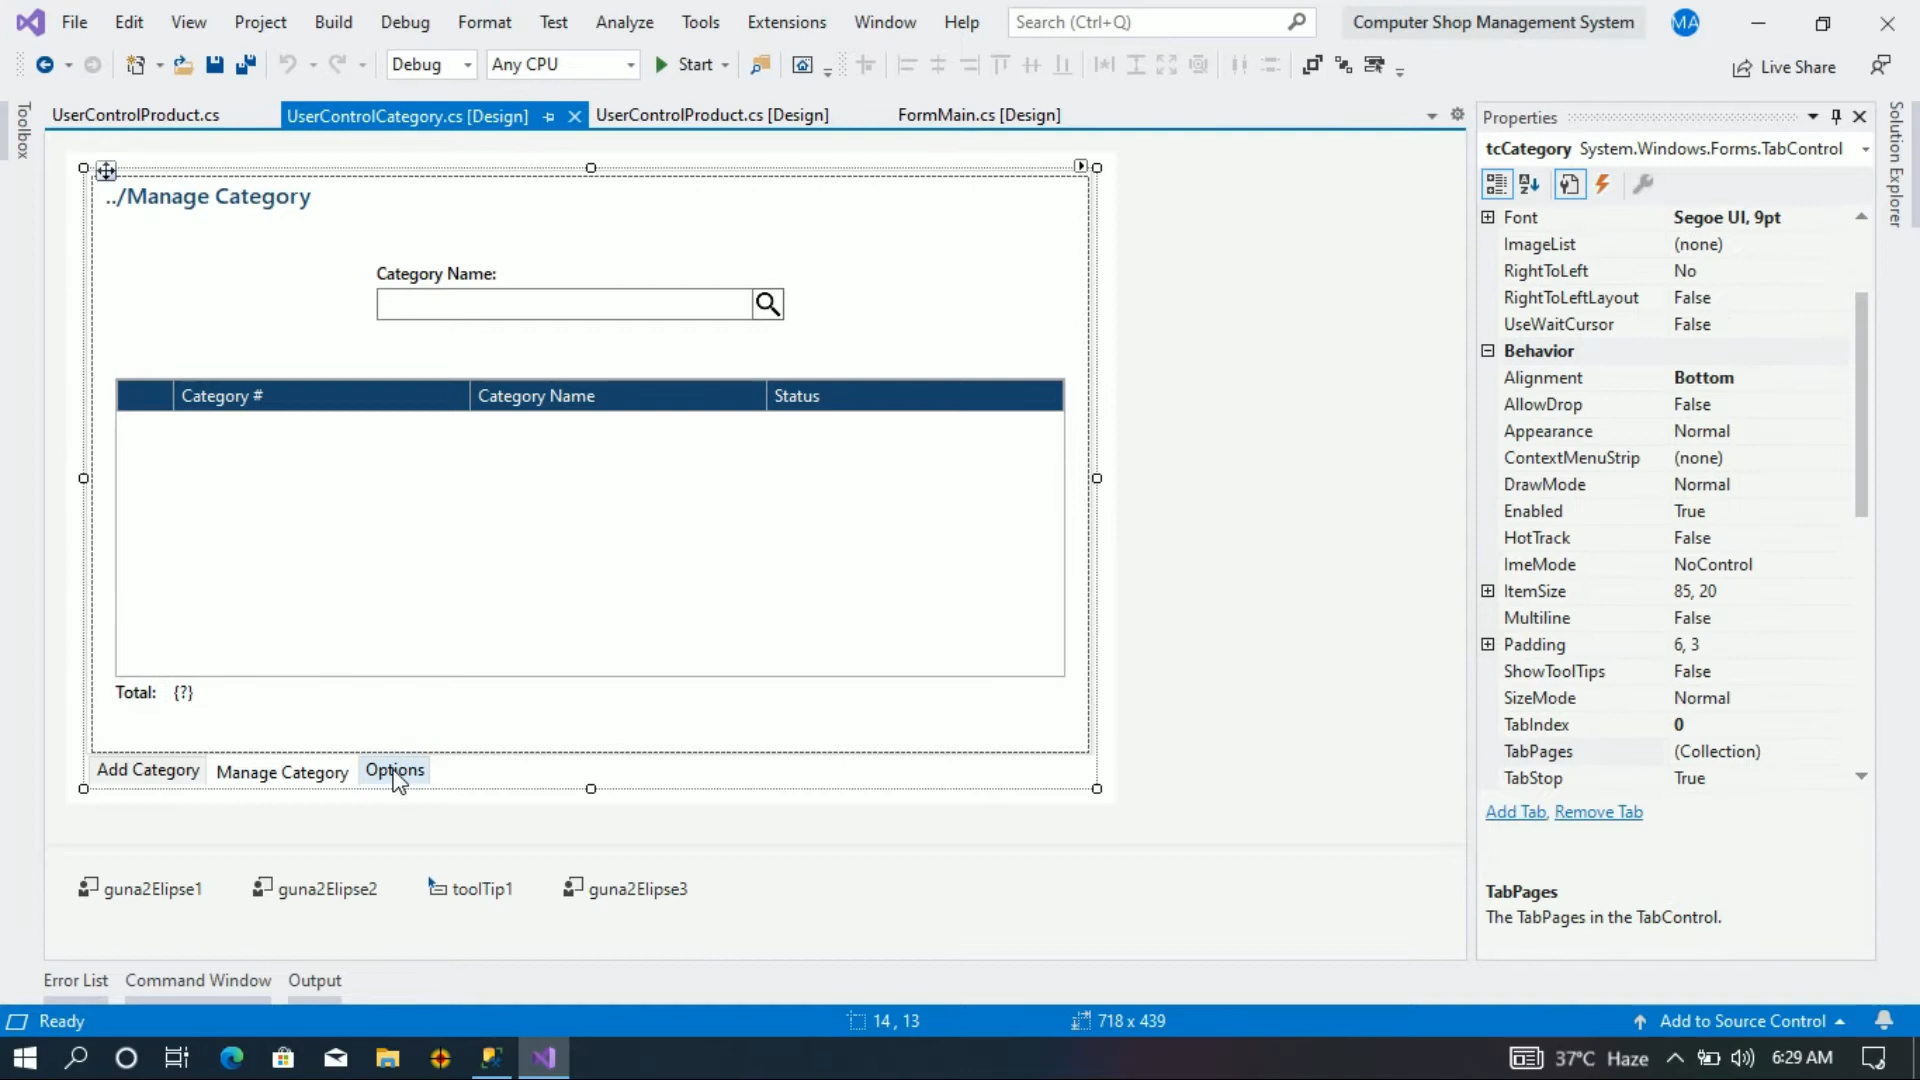 File Edit View Project Build Debug Format Test Analyze Tools Extensions Window Help Search (Ctrl+Q) Computer Shop Management System MA
Debug Any CPU Start Live Share
Toolbox
UserControlProduct.cs UserControlCategory.cs [Design] UserControlProduct.cs [Design] FormMain.cs [Design]
../Manage Category
Category Name:
Category # Category Name Status
Total: {?}
Add Category Manage Category Options
guna2Elipse1 guna2Elipse2 toolTip1 guna2Elipse3
Properties
tcCategory System.Windows.Forms.TabControl
Font Segoe UI, 9pt
ImageList (none)
RightToLeft No
RightToLeftLayout False
UseWaitCursor False
Behavior
Alignment Bottom
AllowDrop False
Appearance Normal
ContextMenuStrip (none)
DrawMode Normal
Enabled True
HotTrack False
ImeMode NoControl
ItemSize 85, 20
Multiline False
Padding 6, 3
ShowToolTips False
SizeMode Normal
TabIndex 0
TabPages (Collection)
TabStop True
Add Tab, Remove Tab
TabPages
The TabPages in the TabControl.
Solution Explorer
Error List Command Window Output
Ready 14 , 13 718 x 439 Add to Source Control
37°C Haze 6:29 AM